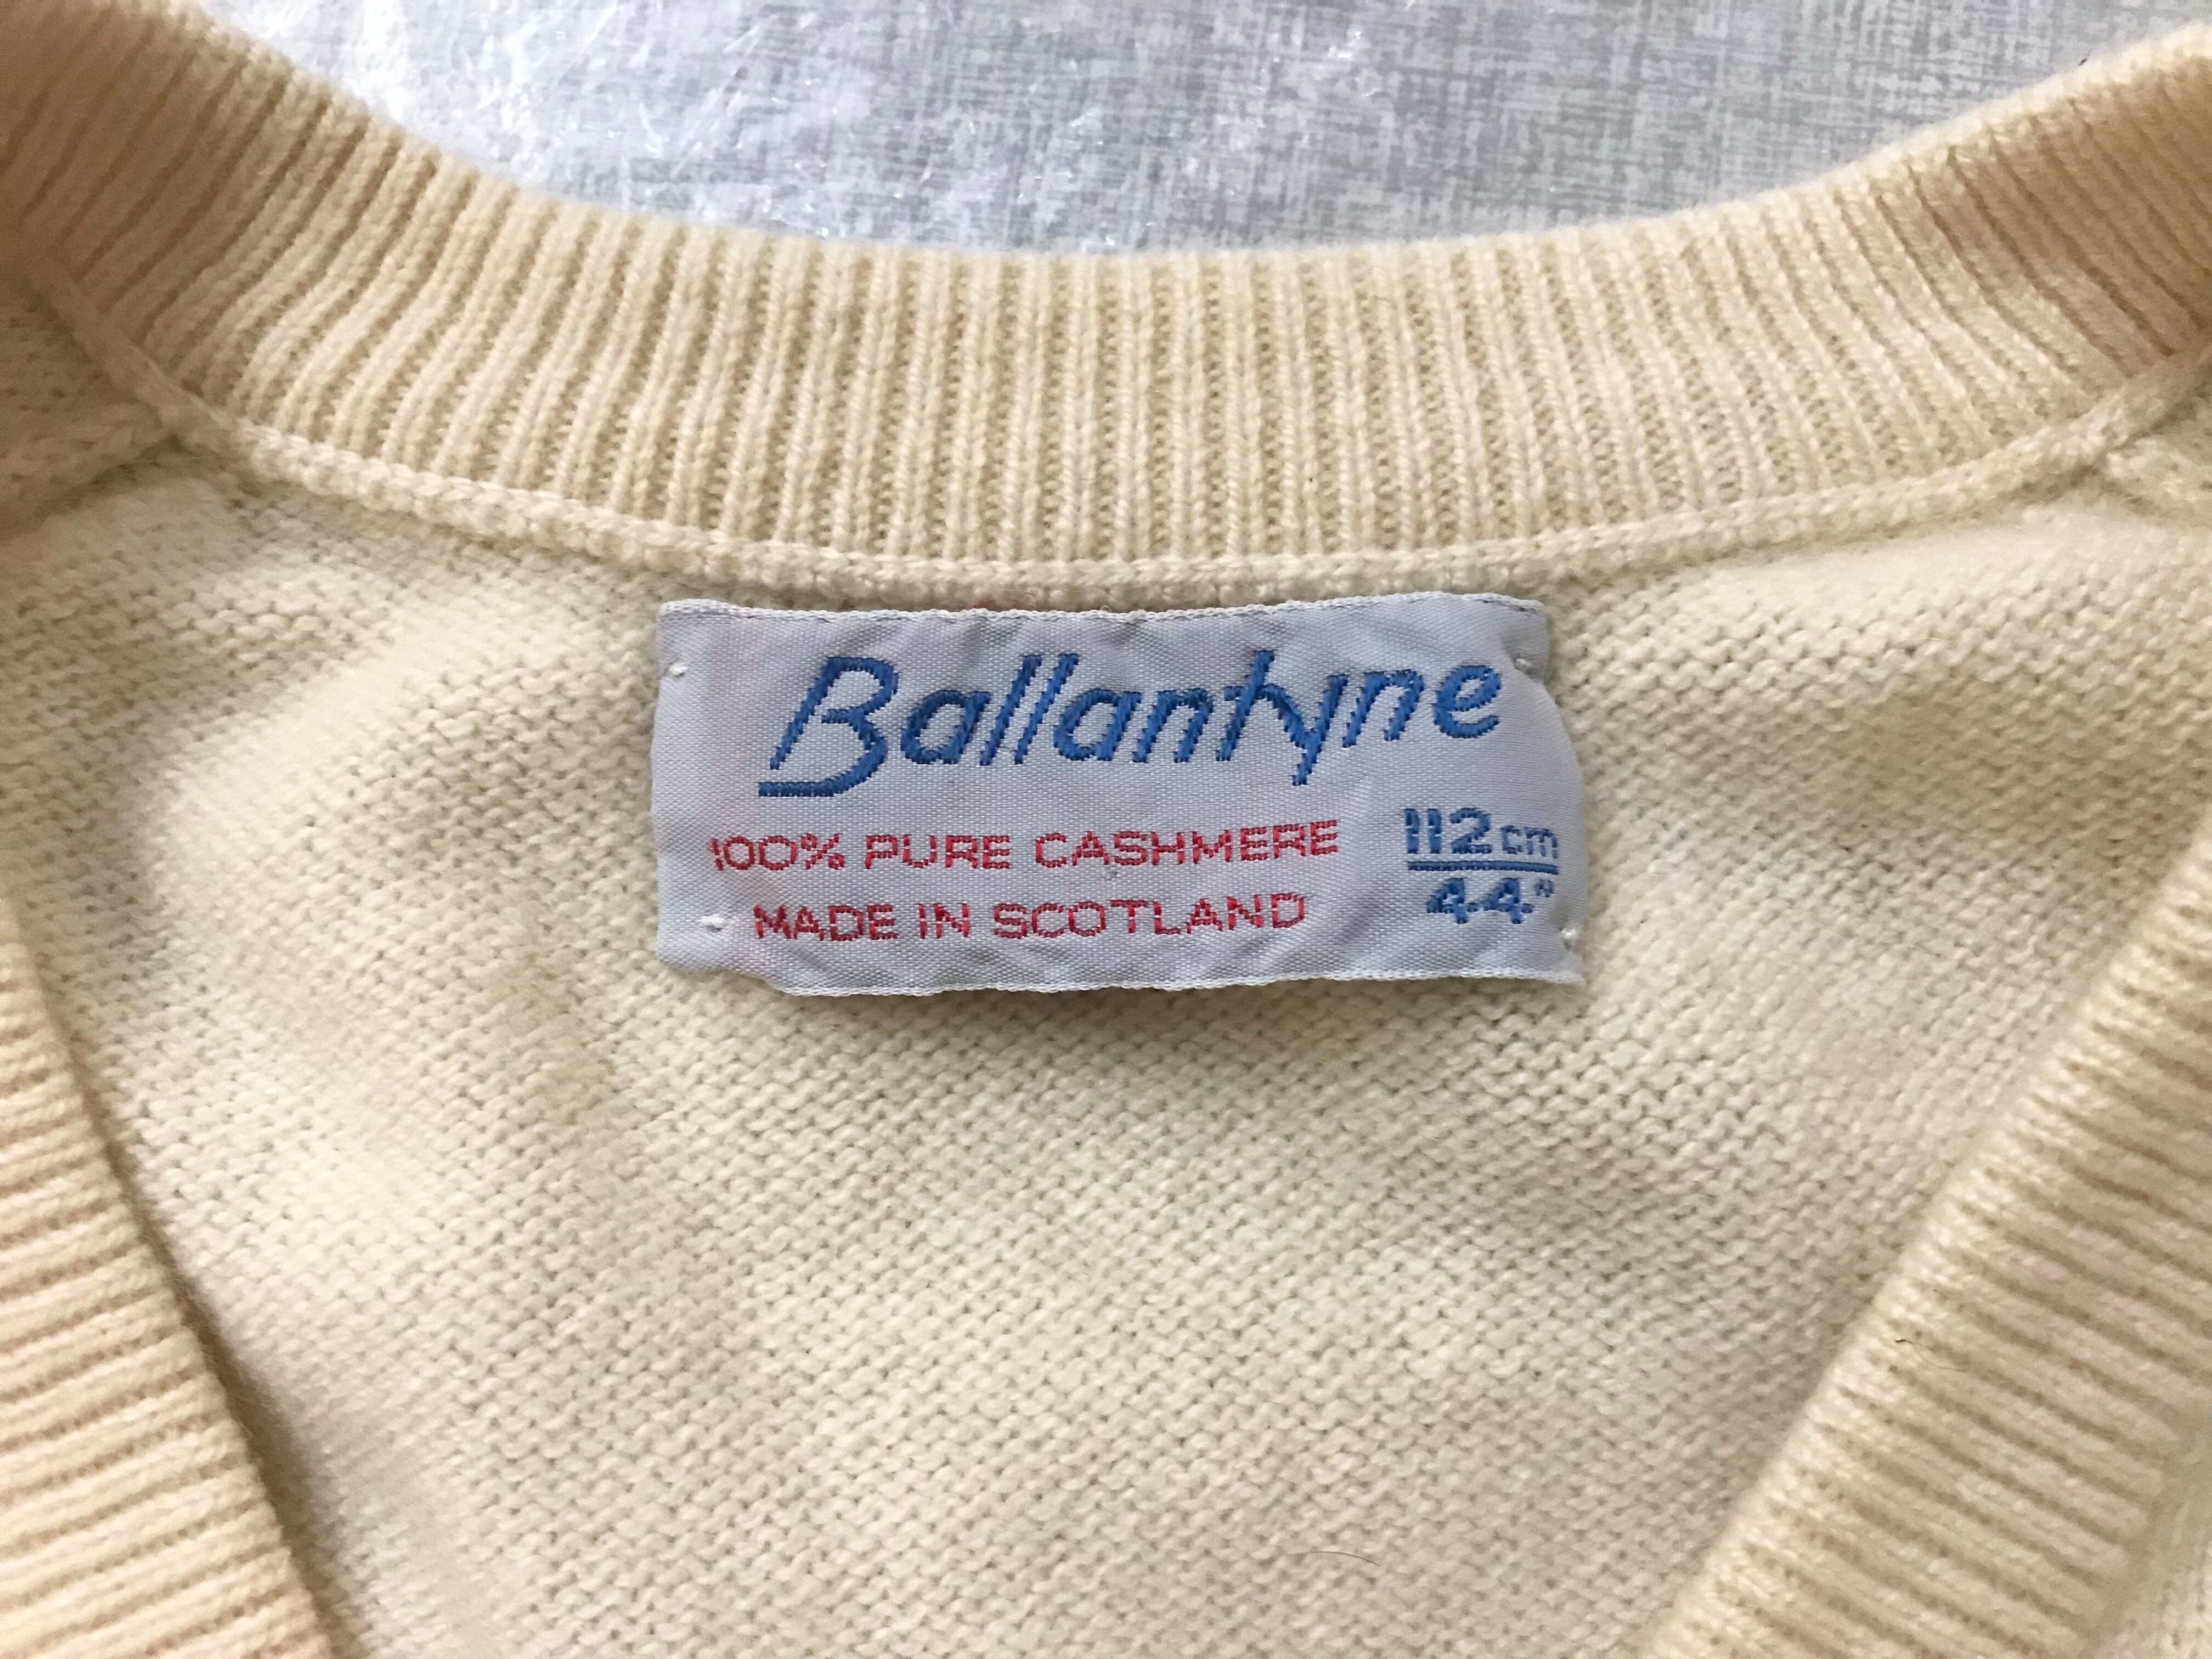 Ballantyne
100% PURE CASHMERE
MADE IN SCOTLAND
112cm
44"